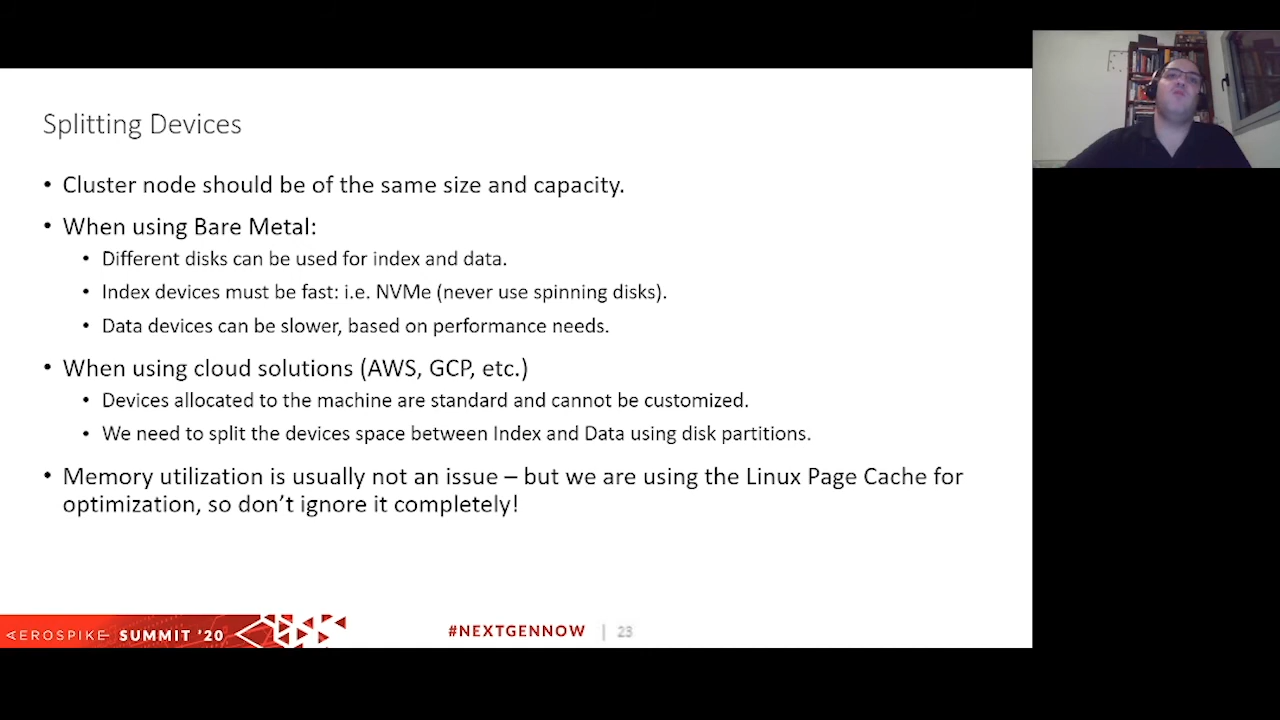 Splitting Devices
• Cluster node should be of the same size and capacity.
• When using Bare Metal:
• Different disks can be used for index and data.
• Index devices must be fast: i.e. NVMe (never use spinning disks).
• Data devices can be slower, based on performance needs.
• When using cloud solutions (AWS, GCP, etc.)
• Devices allocated to the machine are standard and cannot be customized.
• We need to split the devices space between Index and Data using disk partitions.
• Memory utilization is usually not an issue – but we are using the Linux Page Cache for
optimization, so don't ignore it completely!
AEROSPIKE SUMMIT '20
#NEXTGENNOW | 23